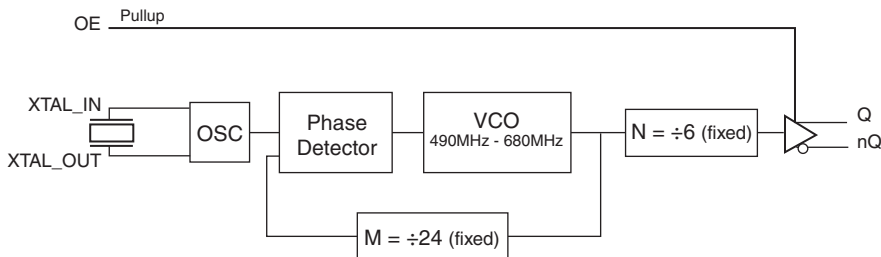 OE
Pullup
XTAL_IN
XTAL_OUT
OSC
Phase
Detector
VCO
490MHz - 680MHz
N = ÷6 (fixed)
Q
nQ
M = ÷24 (fixed)